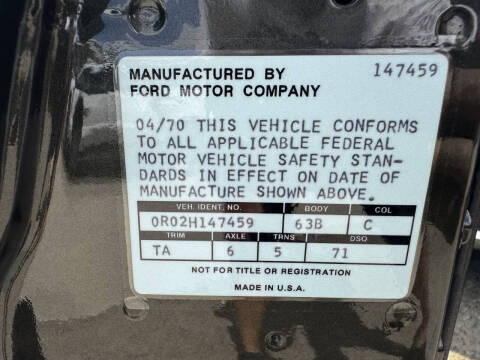 MANUFACTURED BY 147459
FORD MOTOR COMPANY
04/70 THIS VEHICLE CONFORMS
TO ALL APPLICABLE FEDERAL
MOTOR VEHICLE SAFETY STAN-
DARDS IN EFFECT ON DATE OF
MANUFACTURE SHOWN ABOVE.
VEH. IDENT. NO. BODY COL
0R02H147459 63B C
TRIM AXLE TRNS DSO
TA 6 5 71
NOT FOR TITLE OR REGISTRATION
MADE IN U.S.A.